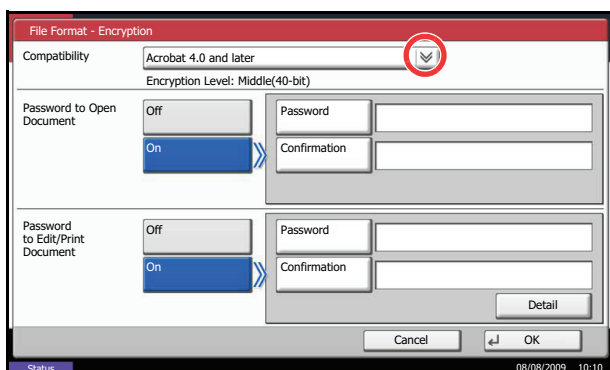 File Format - Encryption
Compatibility
Acrobat 4.0 and later
Encryption Level: Middle(40-bit)
Password to Open
Document
Off
On
Password
Confirmation
Password
to Edit/Print
Document
Off
On
Password
Confirmation
Detail
Cancel
OK
Status
08/08/2009 10:10